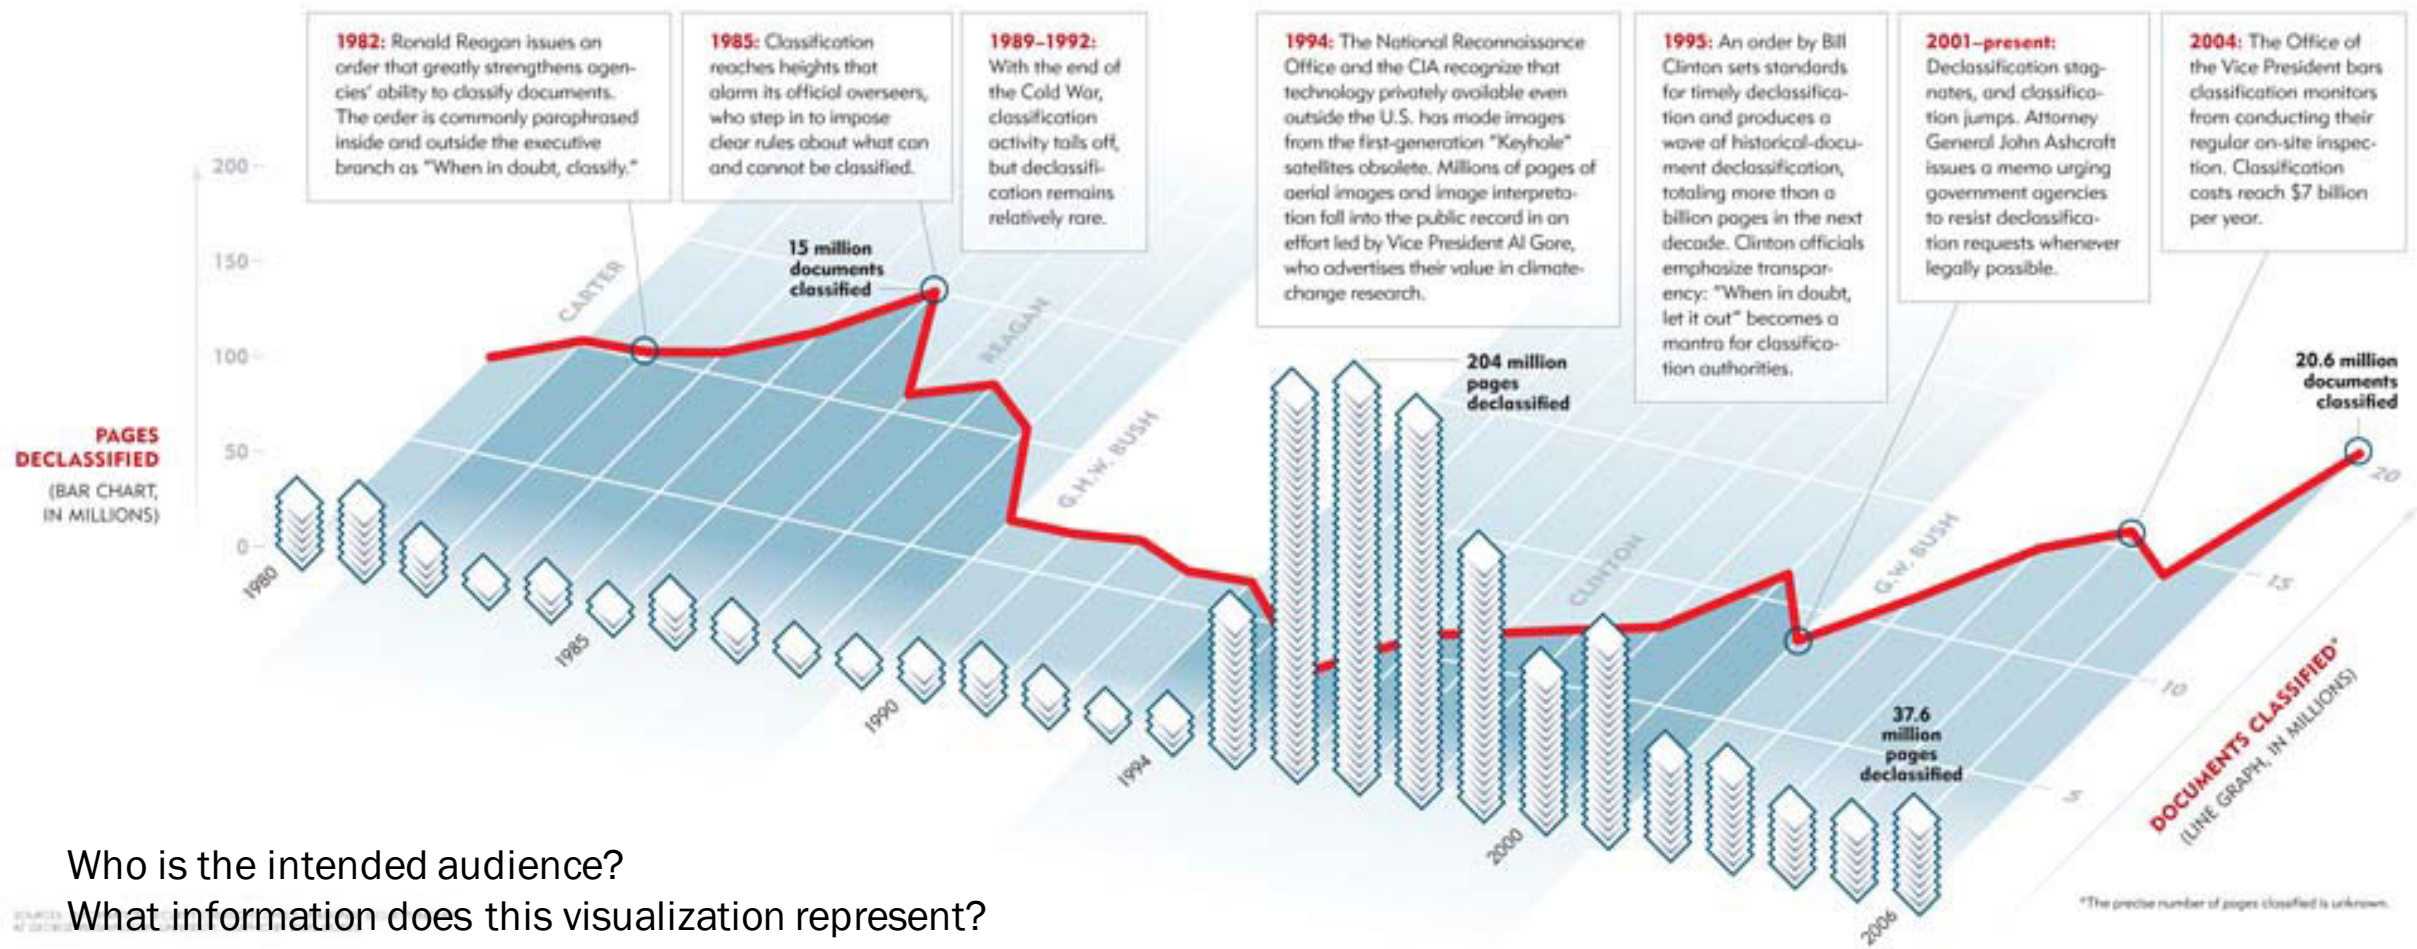 1982: Ronald Reagan issues an
order that greatly strengthens agen-
cies' ability to classify documents.
The order is commonly paraphrased
inside and outside the executive
branch as "When in doubt, classify."
1985: Classification
reaches heights that
alarm its official overseers,
who step in to impose
clear rules about what can
and cannot be classified.
1989–1992:
With the end of
the Cold War,
classification
activity tails off,
but declassifi-
cation remains
relatively rare.
1994: The National Reconnaissance
Office and the CIA recognize that
technology privately available even
outside the U.S. has made images
from the first-generation "Keyhole"
satellites obsolete. Millions of pages of
aerial images and image interpreta-
tion fall into the public record in an
effort led by Vice President Al Gore,
who advertises their value in climate-
change research.
1995: An order by Bill
Clinton sets standards
for timely declassifica-
tion and produces a
wave of historical-docu-
ment declassification,
totaling more than a
billion pages in the next
decade. Clinton officials
emphasize transpar-
ency: "When in doubt,
let it out" becomes a
mantra for classifica-
tion authorities.
2001–present:
Declassification stag-
nates, and classifica-
tion jumps. Attorney
General John Ashcroft
issues a memo urging
government agencies
to resist declassifica-
tion requests whenever
legally possible.
2004: The Office of
the Vice President bars
classification monitors
from conducting their
regular on-site inspec-
tion. Classification
costs reach $7 billion
per year.
200
150
100
50
0
PAGES
DECLASSIFIED
(BAR CHART,
IN MILLIONS)
CARTER
15 million
documents
classified
REAGAN
G.H.W. BUSH
204 million
pages
declassified
CLINTON
G.W. BUSH
20.6 million
documents
classified
20
15
10
5
37.6
million
pages
declassified
DOCUMENTS CLASSIFIED*
(LINE GRAPH, IN MILLIONS)
1980
1985
1990
1994
2000
2006
Who is the intended audience?
What information does this visualization represent?
*The precise number of pages classified is unknown.